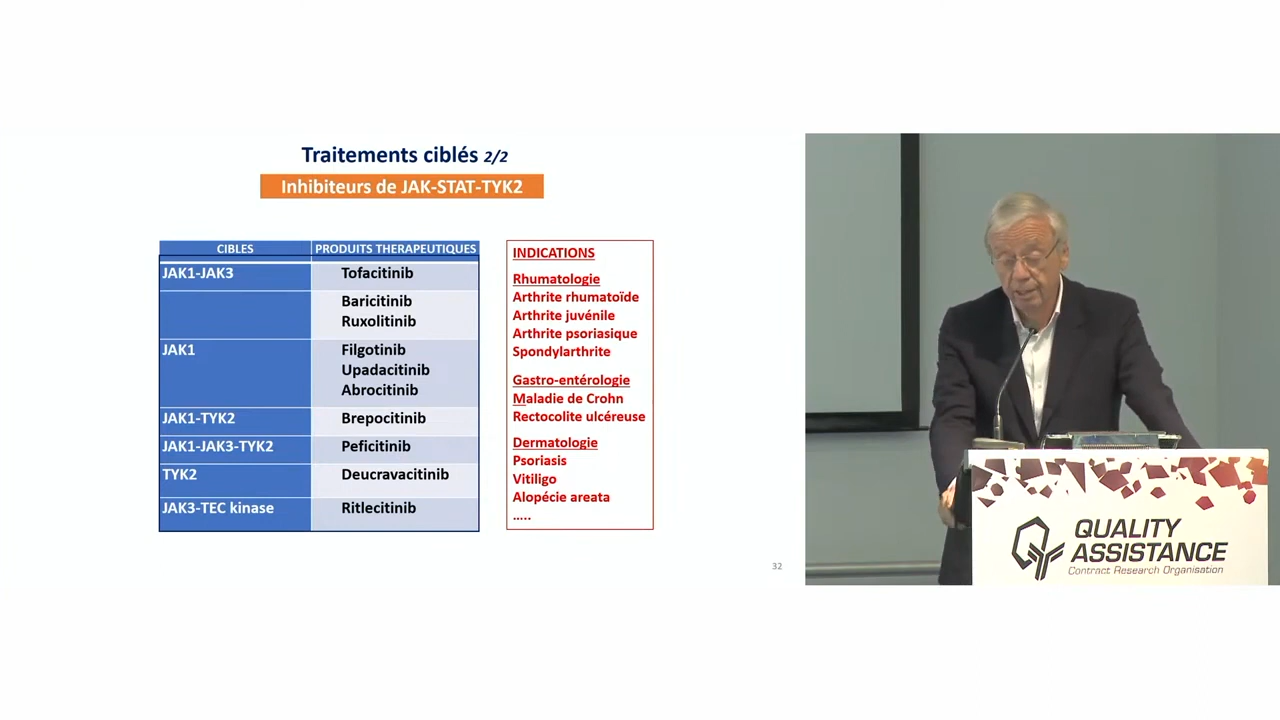 Traitements ciblés 2/2
Inhibiteurs de JAK-STAT-TYK2
CIBLES PRODUITS THERAPEUTIQUES
JAK1-JAK3 Tofacitinib
Baricitinib
Ruxolitinib
JAK1 Filgotinib
Upadacitinib
Abrocitinib
JAK1-TYK2 Brepocitinib
JAK1-JAK3-TYK2 Peficitinib
TYK2 Deucravacitinib
JAK3-TEC kinase Ritlecitinib
INDICATIONS
Rhumatologie
Arthrite rhumatoïde
Arthrite juvénile
Arthrite psoriasique
Spondylarthrite
Gastro-entérologie
Maladie de Crohn
Rectocolite ulcéreuse
Dermatologie
Psoriasis
Vitiligo
Alopécie areata
.....
32
QUALITY
ASSISTANCE
Contract Research Organisation